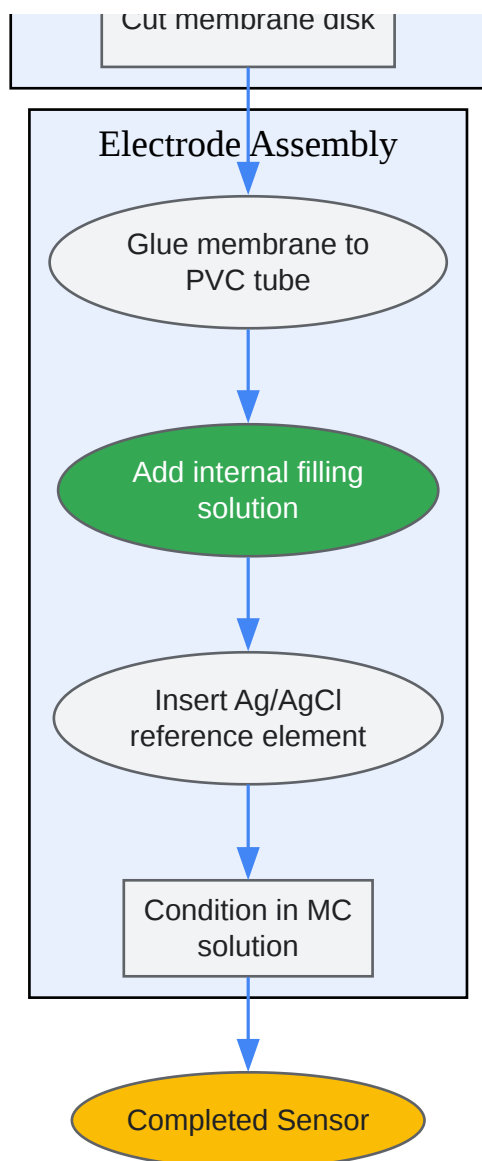 Cut membrane disk
Electrode Assembly
Glue membrane to
PVC tube
Add internal filling
solution
Insert Ag/AgCl
reference element
Condition in MC
solution
Completed Sensor